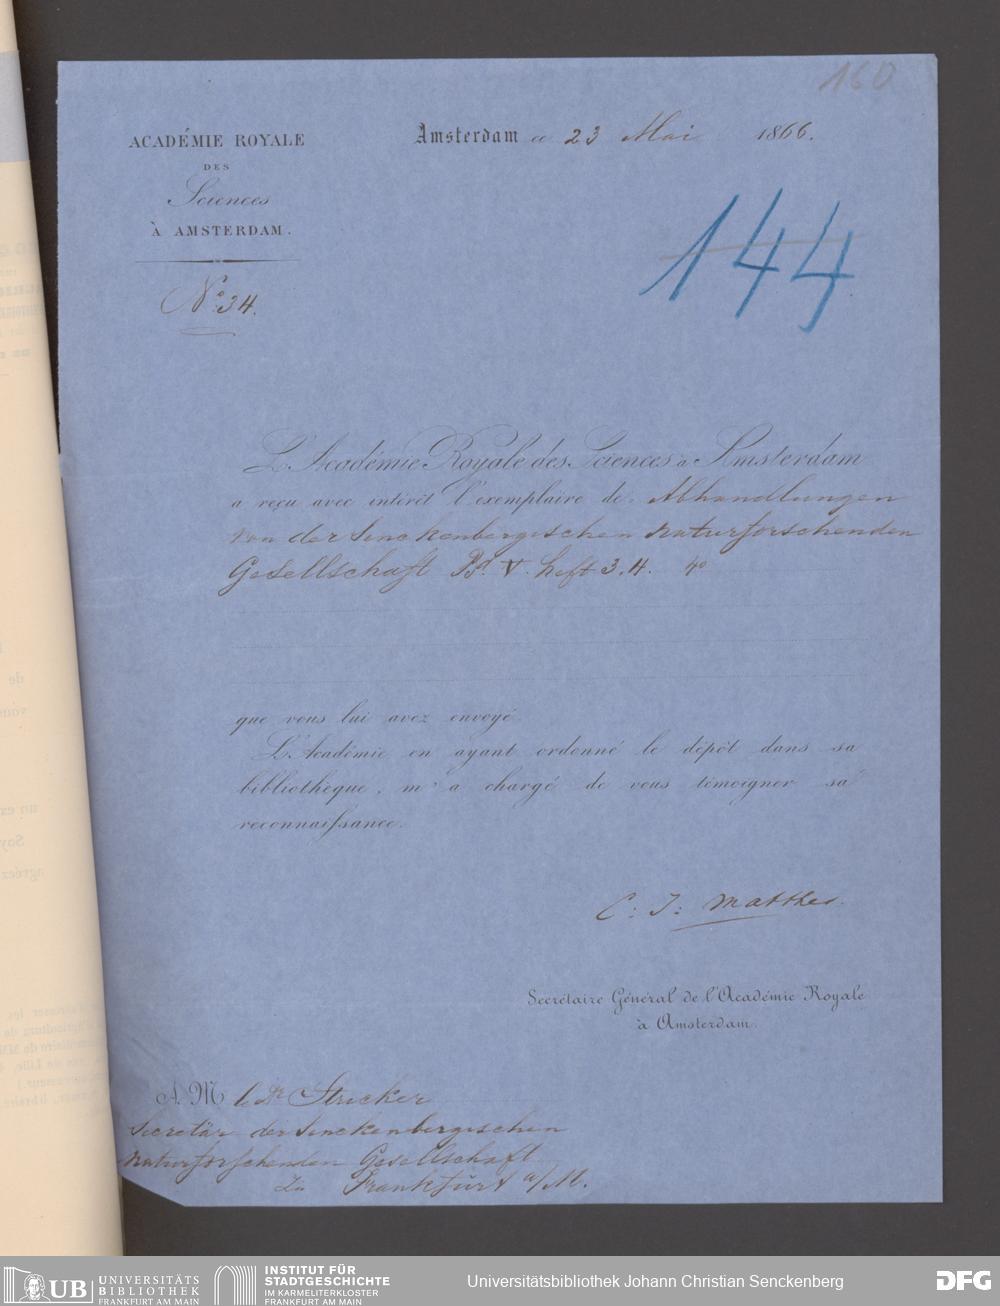 160
ACADÉMIE ROYALE
DES
Sciences
À AMSTERDAM.
N° 34.
Amsterdam ce 23 Mai 1866.
144
L'Académie Royale des Sciences à Amsterdam
a reçu avec intérêt l'exemplaire de Abhandlungen
von der Senckenbergischen Naturforschenden
Gesellschaft Bd. V. Heft 3.4. 4°
que vous lui avez envoyé.
L'Académie en ayant ordonné le dépôt dans sa
bibliothèque, m'a chargé de vous témoigner sa
reconnaissance.
C: J: Matthes.
Secrétaire Général de l'Académie Royale
à Amsterdam.
A. M le Dr Stricker
Secretär der Senckenbergischen
Naturforschenden Gesellschaft
zu Frankfurt a/M.
UB UNIVERSITÄTS
BIBLIOTHEK
FRANKFURT AM MAIN
INSTITUT FÜR
STADTGESCHICHTE
IM KARMELITERKLOSTER
FRANKFURT AM MAIN
Universitätsbibliothek Johann Christian Senckenberg
DFG